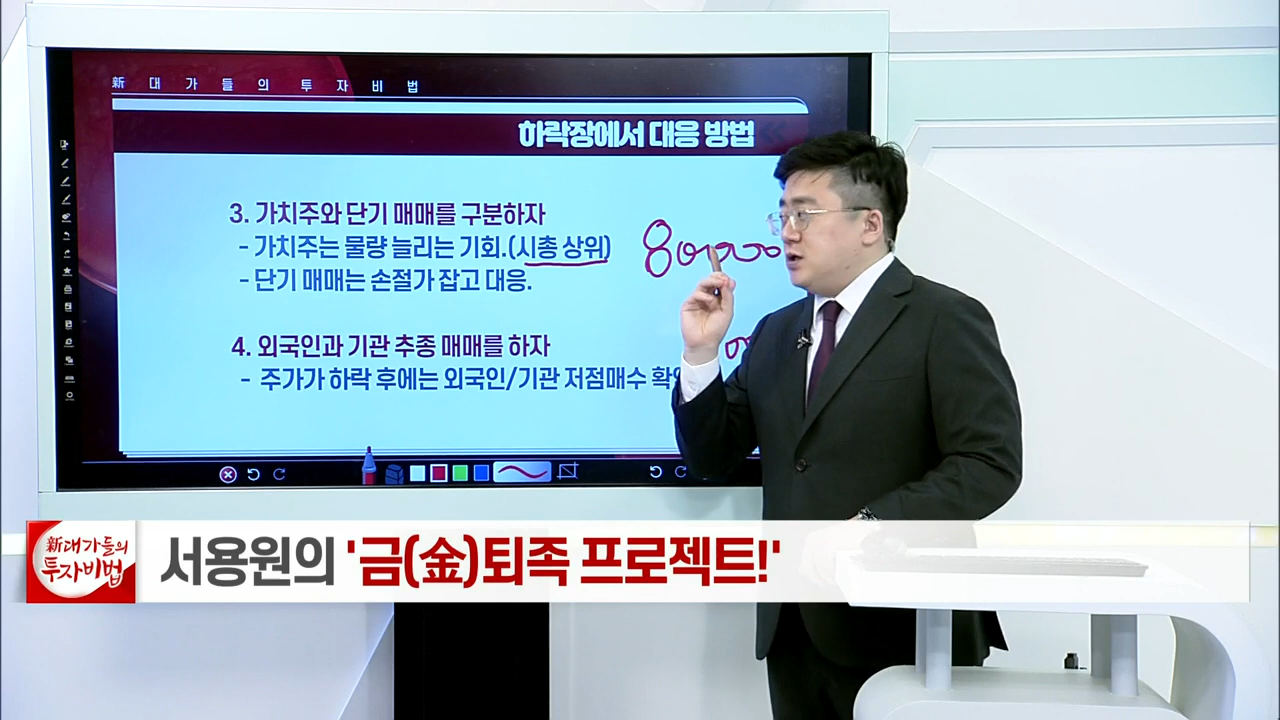 新 대 가 들 의 투 자 비 법
하락장에서 대응 방법
3. 가치주와 단기 매매를 구분하자
- 가치주는 물량 늘리는 기회.(시총 상위)
80,000
- 단기 매매는 손절가 잡고 대응.
4. 외국인과 기관 추종 매매를 하자
- 주가가 하락 후에는 외국인/기관 저점매수
新대가들의
투자비법
서용원의 '금(金)퇴족 프로젝트!'